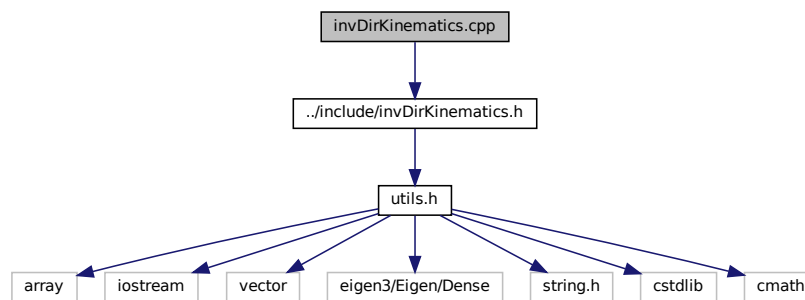 invDirKinematics.cpp
../include/invDirKinematics.h
utils.h
array
iostream
vector
eigen3/Eigen/Dense
string.h
cstdlib
cmath